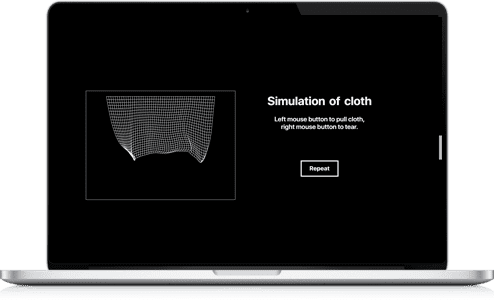 Simulation of cloth
Left mouse button to pull cloth,
right mouse button to tear.
Repeat